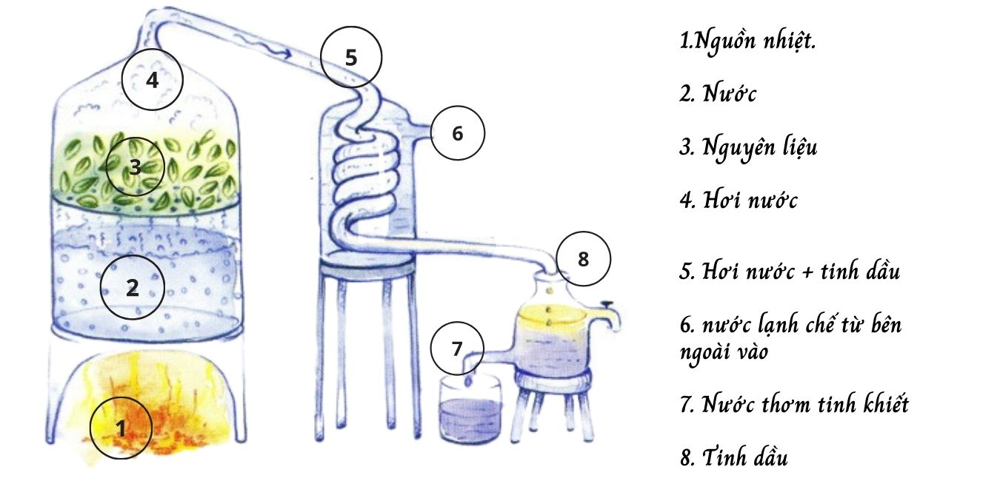 4
5
6
3
2
8
7
1
1.Nguồn nhiệt.
2. Nước
3. Nguyên liệu
4. Hơi nước
5. Hơi nước + tinh dầu
6. nước lạnh chế từ bên
ngoài vào
7. Nước thơm tinh khiết
8. Tinh dầu